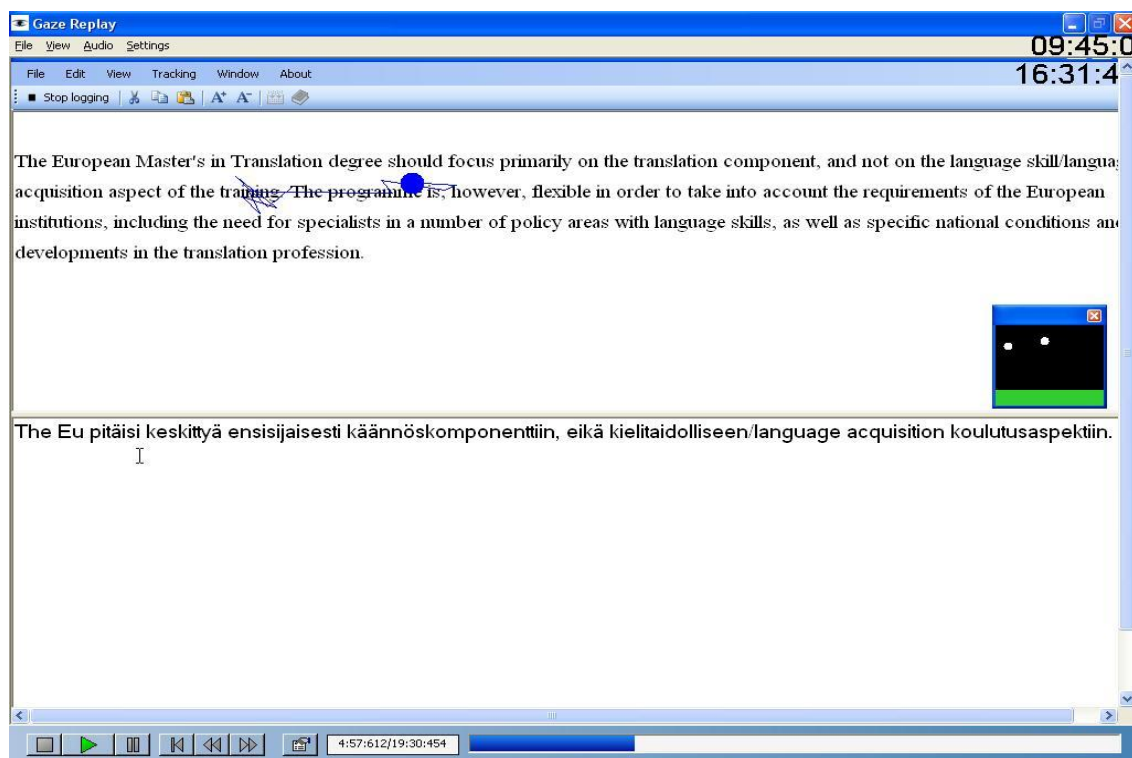 Gaze Replay
File View Audio Settings
09:45:0
File Edit View Tracking Window About
16:31:4
Stop logging A+ A-
The European Master's in Translation degree should focus primarily on the translation component, and not on the language skill/langua
acquisition aspect of the training. The programme is, however, flexible in order to take into account the requirements of the European
institutions, including the need for specialists in a number of policy areas with language skills, as well as specific national conditions and
developments in the translation profession.
The Eu pitäisi keskittyä ensisijaisesti käännöskomponenttiin, eikä kielitaidolliseen/language acquisition koulutusaspektiin.
4:57:612/19:30:454